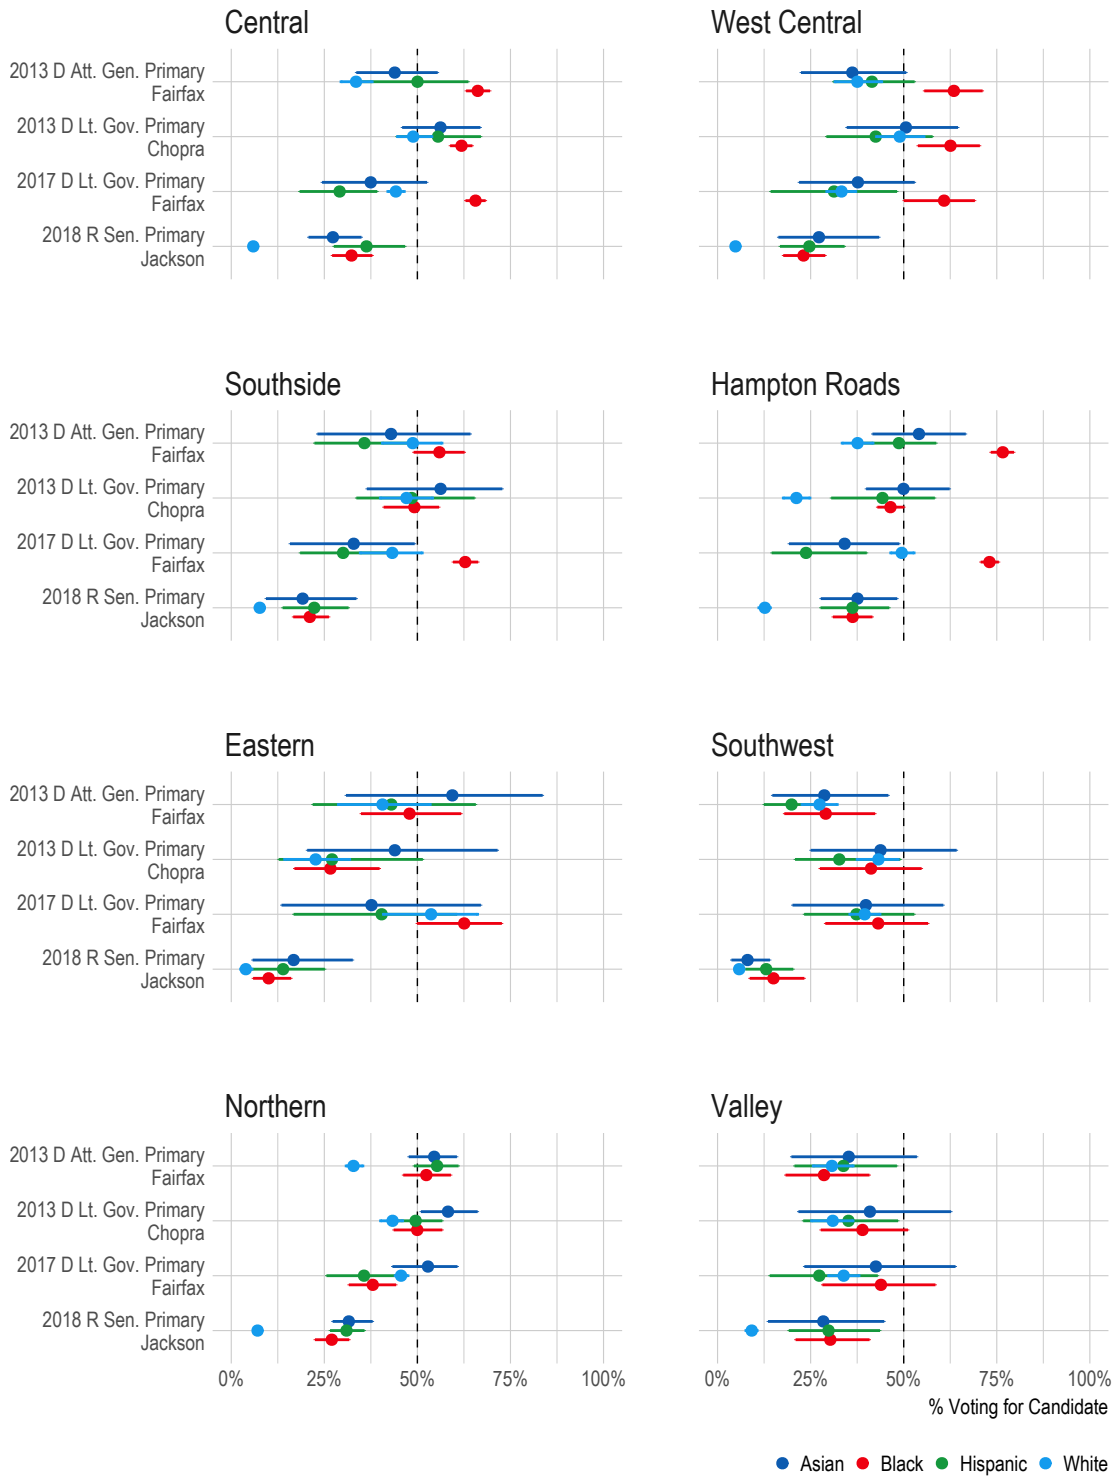 Central
West Central
2013 D Att. Gen. Primary
Fairfax
2013 D Lt. Gov. Primary
Chopra
2017 D Lt. Gov. Primary
Fairfax
2018 R Sen. Primary
Jackson
Southside
Hampton Roads
2013 D Att. Gen. Primary
Fairfax
2013 D Lt. Gov. Primary
Chopra
2017 D Lt. Gov. Primary
Fairfax
2018 R Sen. Primary
Jackson
Eastern
Southwest
2013 D Att. Gen. Primary
Fairfax
2013 D Lt. Gov. Primary
Chopra
2017 D Lt. Gov. Primary
Fairfax
2018 R Sen. Primary
Jackson
Northern
Valley
2013 D Att. Gen. Primary
Fairfax
2013 D Lt. Gov. Primary
Chopra
2017 D Lt. Gov. Primary
Fairfax
2018 R Sen. Primary
Jackson
0% 25% 50% 75% 100% 0% 25% 50% 75% 100%
% Voting for Candidate
Asian Black Hispanic White